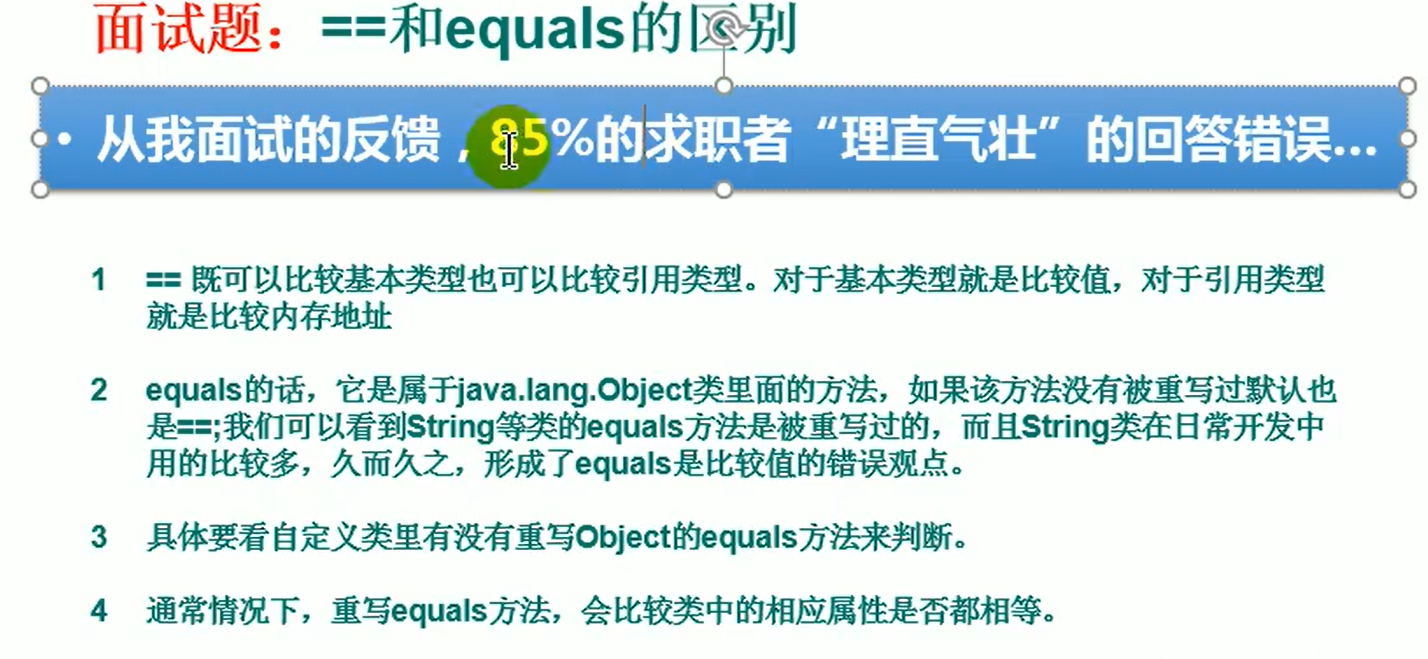 面试题：==和equals的区别
• 从我面试的反馈，85%的求职者“理直气壮”的回答错误...
1 == 既可以比较基本类型也可以比较引用类型。对于基本类型就是比较值，对于引用类型
就是比较内存地址
2 equals的话，它是属于java.lang.Object类里面的方法，如果该方法没有被重写过默认也
是==;我们可以看到String等类的equals方法是被重写过的，而且String类在日常开发中
用的比较多，久而久之，形成了equals是比较值的错误观点。
3 具体要看自定义类里有没有重写Object的equals方法来判断。
4 通常情况下，重写equals方法，会比较类中的相应属性是否都相等。